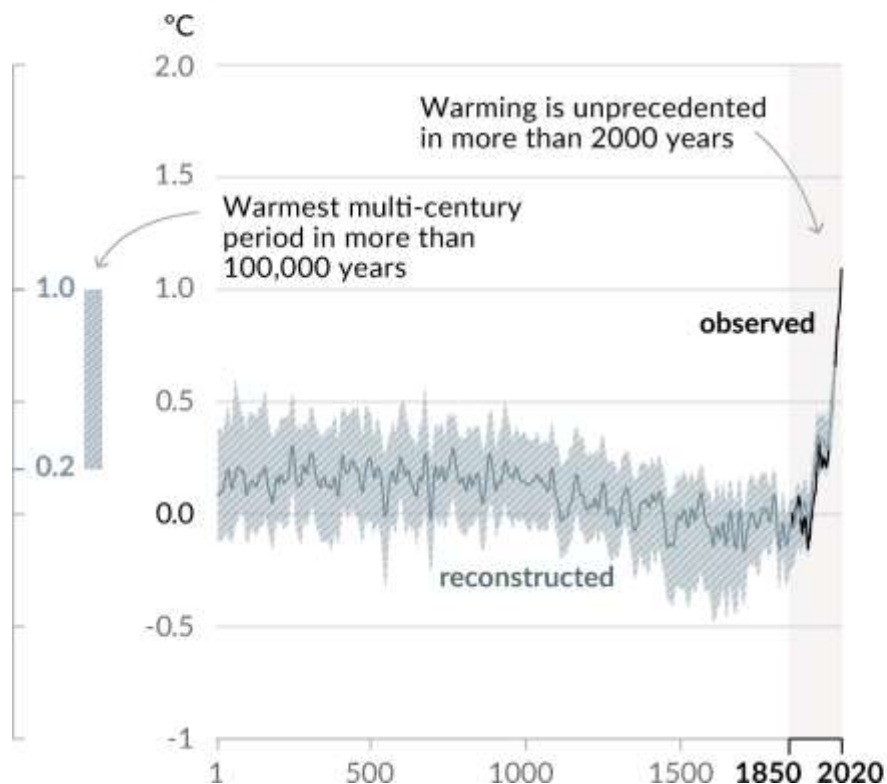 °C
2.0
Warming is unprecedented
in more than 2000 years
1.5
Warmest multi-century
period in more than
100,000 years
1.0
1.0
observed
0.5
0.2
0.0
reconstructed
-0.5
-1
1 500 1000 1500 1850 2020